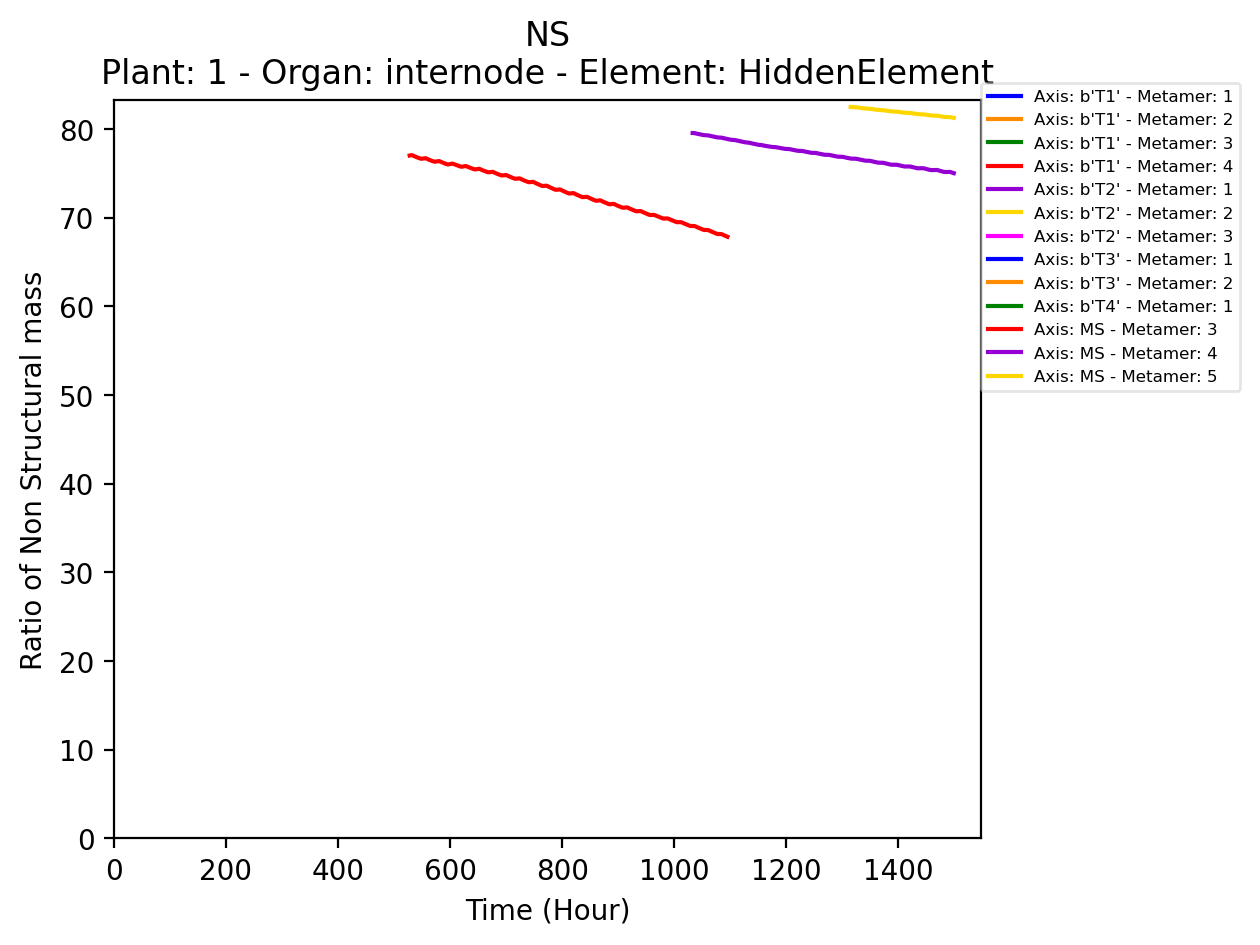 NS
Plant: 1 - Organ: internode - Element: HiddenElement
Axis: b'T1' - Metamer: 1
Axis: b'T1' - Metamer: 2
Axis: b'T1' - Metamer: 3
Axis: b'T1' - Metamer: 4
Axis: b'T2' - Metamer: 1
Axis: b'T2' - Metamer: 2
Axis: b'T2' - Metamer: 3
Axis: b'T3' - Metamer: 1
Axis: b'T3' - Metamer: 2
Axis: b'T4' - Metamer: 1
Axis: MS - Metamer: 3
Axis: MS - Metamer: 4
Axis: MS - Metamer: 5
Ratio of Non Structural mass
80
70
60
50
40
30
20
10
0
0 200 400 600 800 1000 1200 1400
Time (Hour)